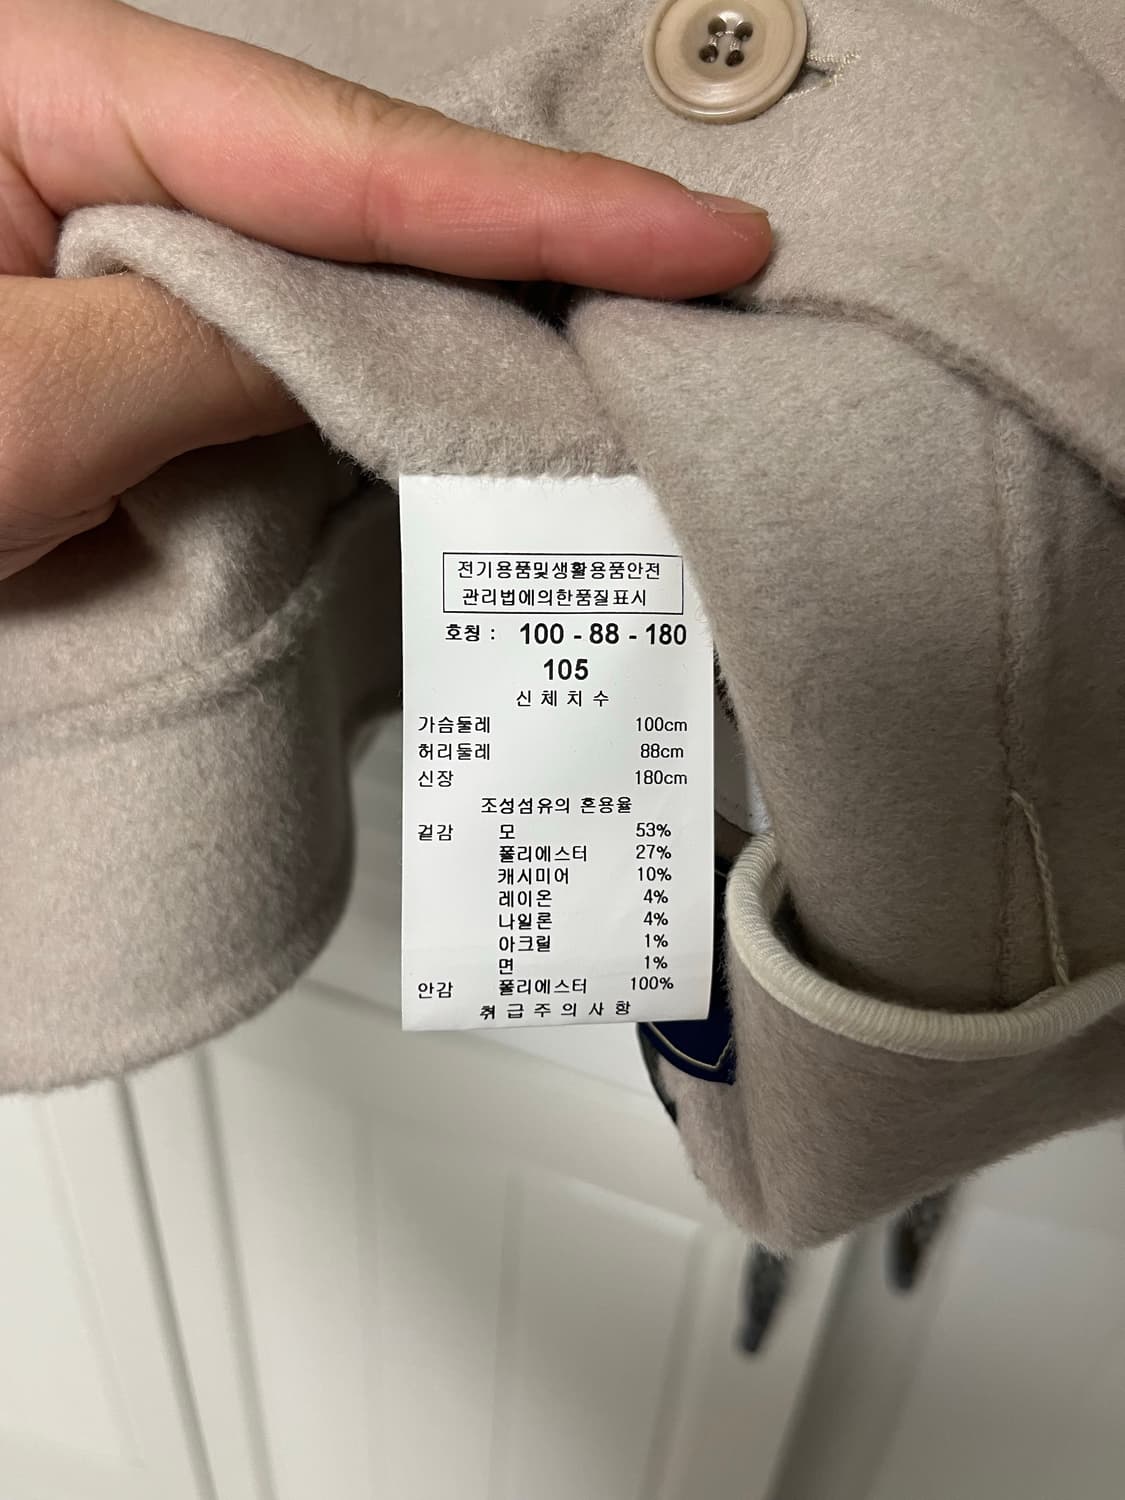 전기용품및생활용품안전
관리법에의한품질표시
호칭 : 100 - 88 - 180
105
신 체 치 수
가슴둘레 100cm
허리둘레 88cm
신장 180cm
조성섬유의 혼용율
겉감 모 53%
폴리에스터 27%
캐시미어 10%
레이온 4%
나일론 4%
아크릴 1%
면 1%
안감 폴리에스터 100%
취 급 주 의 사 항